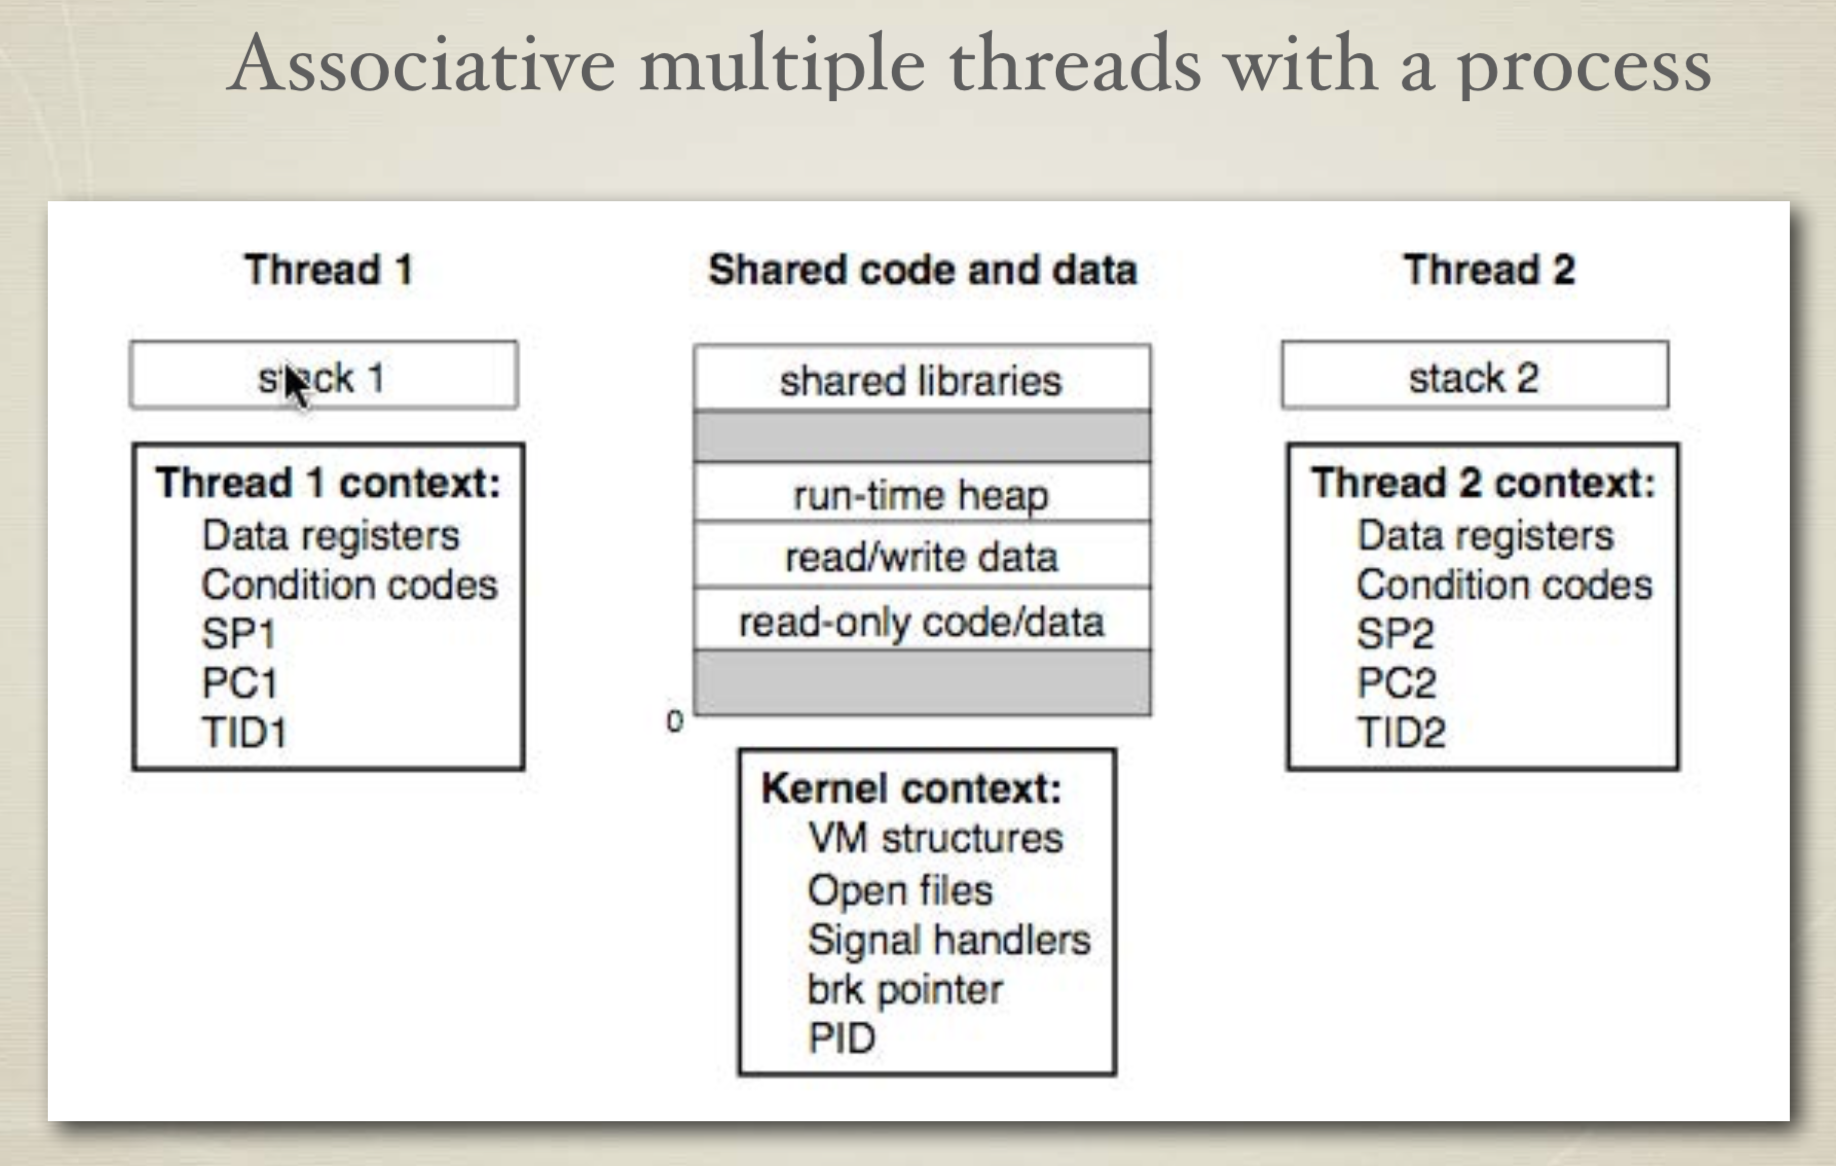 Associative multiple threads with a process
Thread 1
stack 1
Thread 1 context:
Data registers
Condition codes
SP1
PC1
TID1
Shared code and data
shared libraries
run-time heap
read/write data
read-only code/data
0
Kernel context:
VM structures
Open files
Signal handlers
brk pointer
PID
Thread 2
stack 2
Thread 2 context:
Data registers
Condition codes
SP2
PC2
TID2